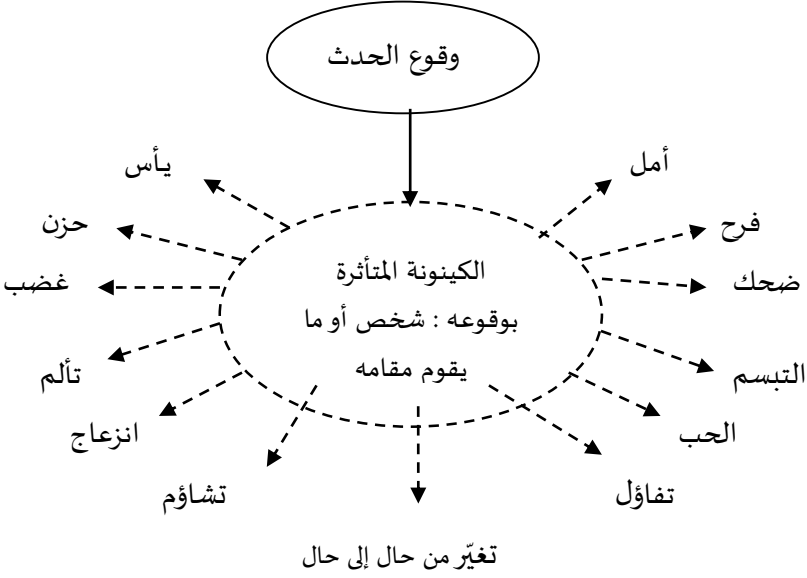 وقوع الحدث
أمل
يأس
فرح
حزن
الكينونة المتأثرة
ضحك
غضب
بوقوعه : شخص أو ما
يقوم مقامه
التبسم
تألم
الحب
انزعاج
تفاؤل
تشاؤم
تغيّر من حال إلى حال